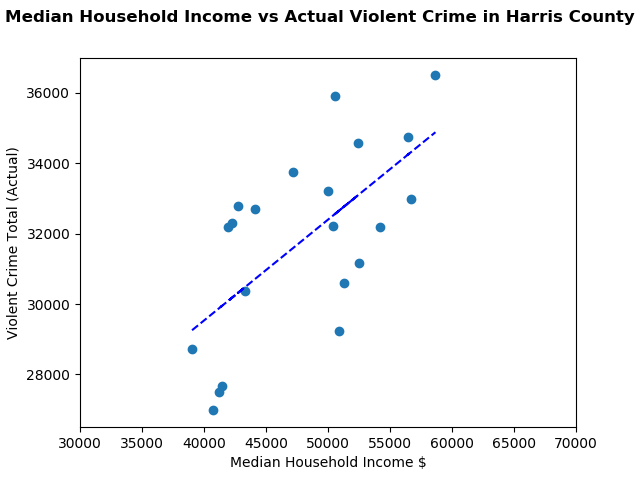 Median Household Income vs Actual Violent Crime in Harris County
Violent Crime Total (Actual)
36000
34000
32000
30000
28000
30000 35000 40000 45000 50000 55000 60000 65000 70000
Median Household Income $